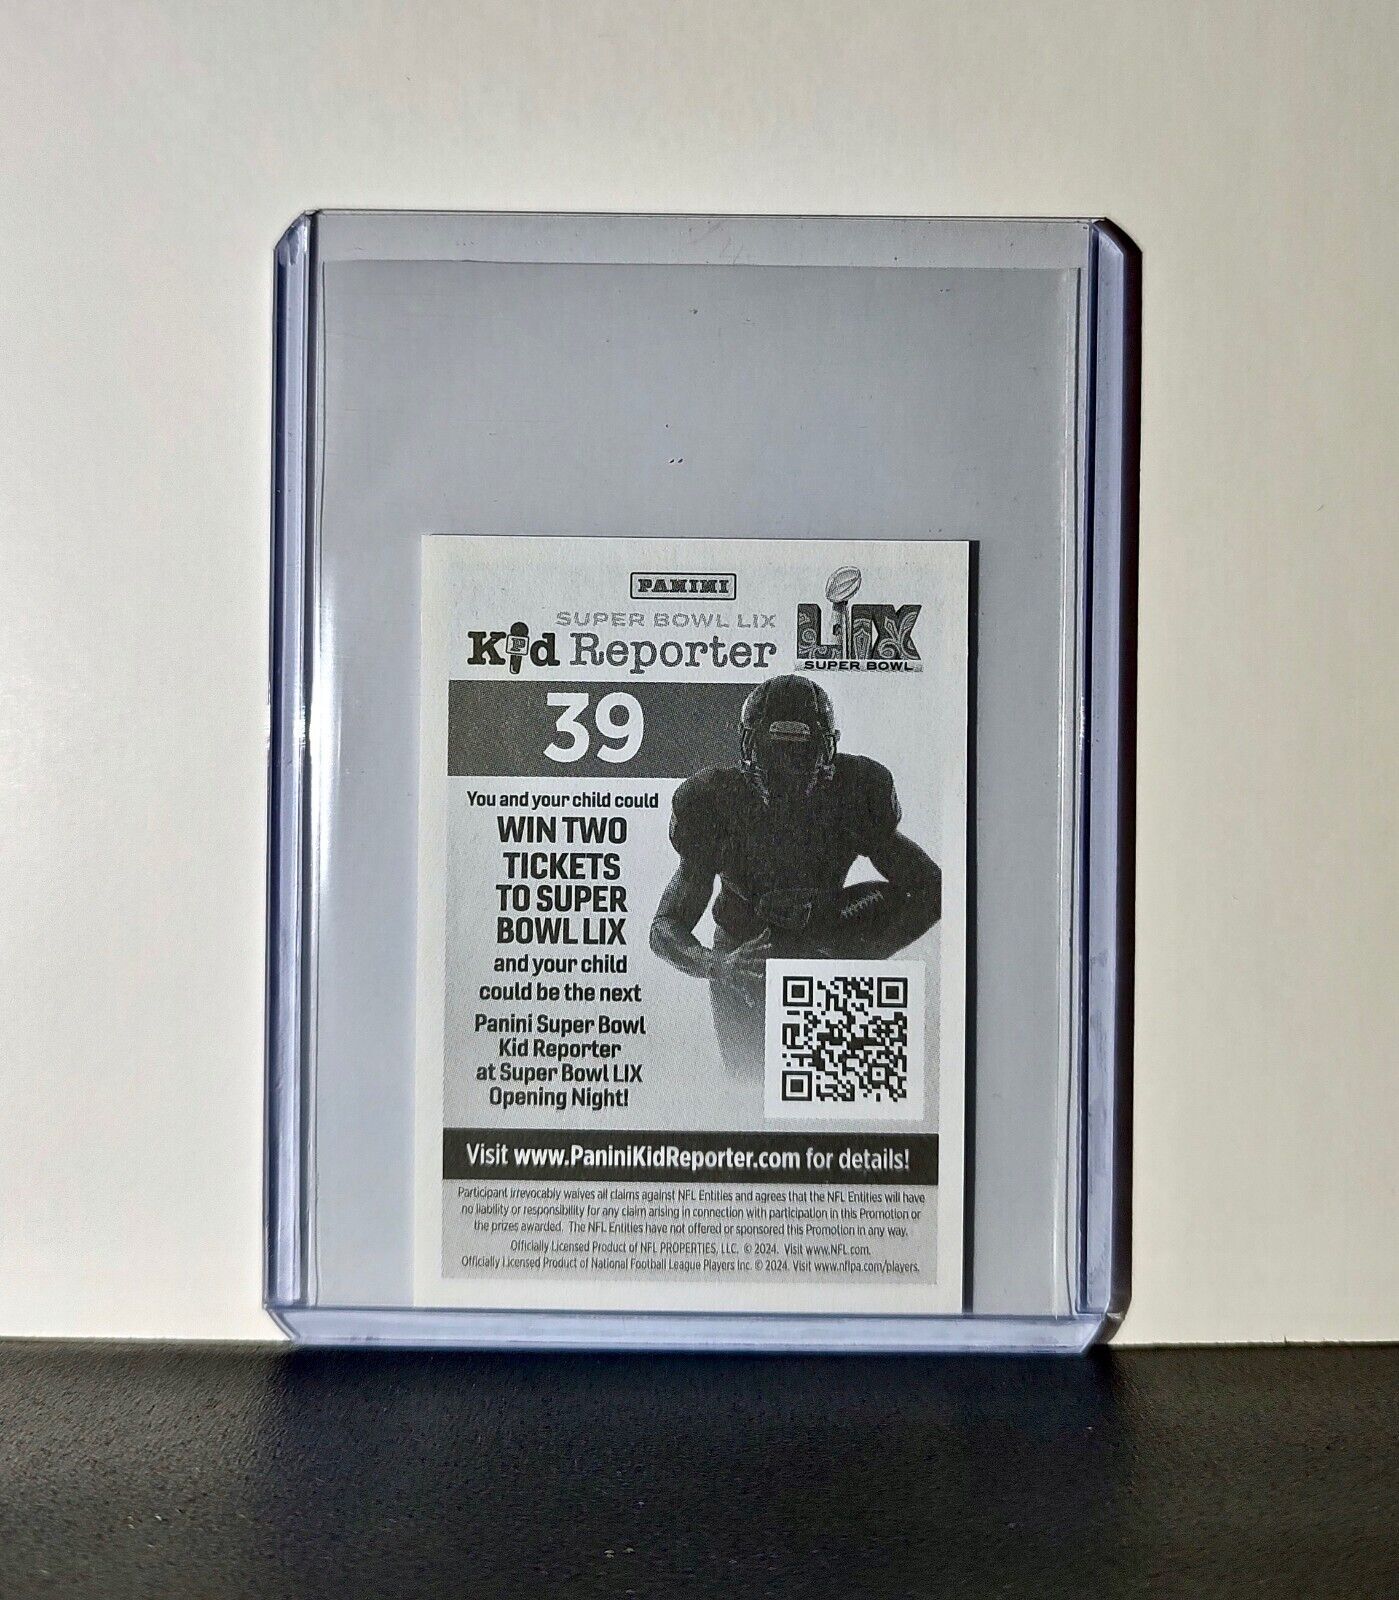 PANINI
SUPER BOWL LIX
Kid Reporter
P
LIX
SUPER BOWL
39
You and your child could
WIN TWO
TICKETS
TO SUPER
BOWL LIX
and your child
could be the next
Panini Super Bowl
Kid Reporter
at Super Bowl LIX
Opening Night!
Visit www.PaniniKidReporter.com for details!
Participant irrevocably waives all claims against NFL Entities and agrees that the NFL Entities will have
no liability or responsibility for any claim arising in connection with participation in this Promotion or
the prizes awarded. The NFL Entities have not offered or sponsored this Promotion in any way.
Officially Licensed Product of NFL PROPERTIES, LLC. © 2024. Visit www.NFL.com.
Officially Licensed Product of National Football League Players Inc. © 2024. Visit www.nflpa.com/players.